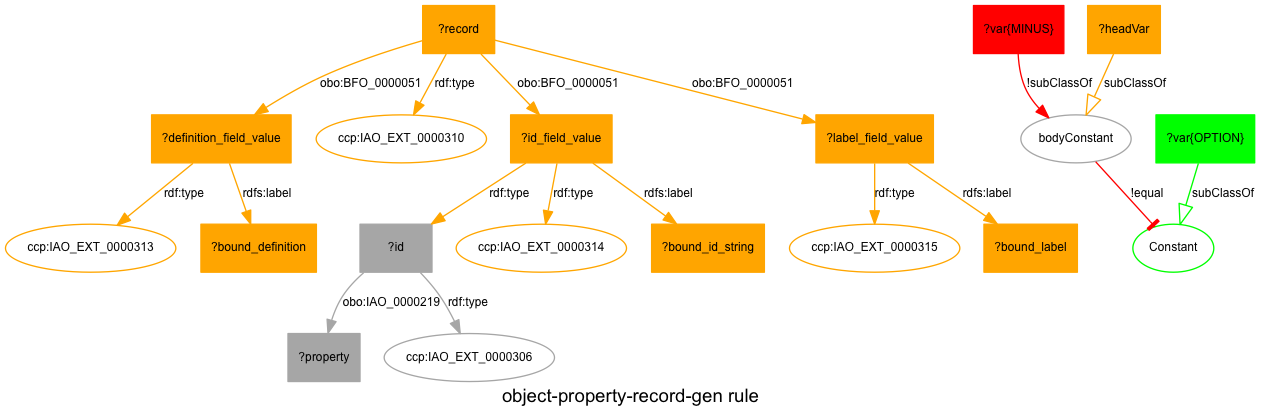 ?record
?var{MINUS}
?headVar
obo:BFO_0000051
rdf:type
obo:BFO_0000051
obo:BFO_0000051
!subClassOf
subClassOf
?definition_field_value
ccp:IAO_EXT_0000310
?id_field_value
?label_field_value
bodyConstant
?var{OPTION}
rdf:type
rdfs:label
rdf:type
rdf:type
rdfs:label
rdf:type
rdfs:label
!equal
subClassOf
ccp:IAO_EXT_0000313
?bound_definition
?id
ccp:IAO_EXT_0000314
?bound_id_string
ccp:IAO_EXT_0000315
?bound_label
Constant
obo:IAO_0000219
rdf:type
?property
ccp:IAO_EXT_0000306
object-property-record-gen rule